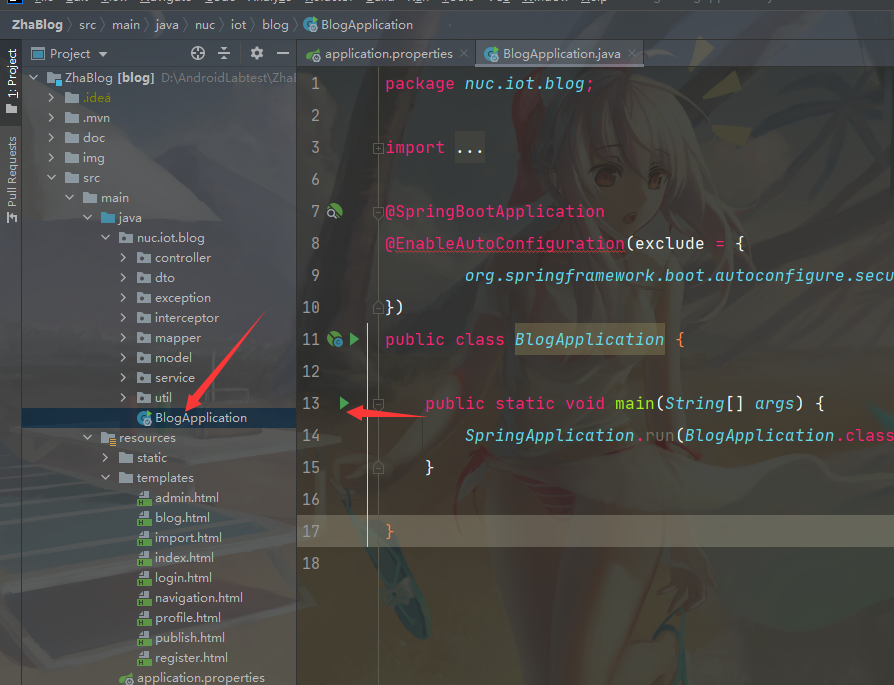 ZhaBlog src main java nuc iot blog BlogApplication
Project
application.properties
BlogApplication.java
1: Project
Pull Requests
ZhaBlog [blog] D:\AndroidLabtest\Zha
.idea
.mvn
doc
img
src
main
java
nuc.iot.blog
controller
dto
exception
interceptor
mapper
model
service
util
BlogApplication
resources
static
templates
admin.html
blog.html
import.html
index.html
login.html
navigation.html
profile.html
publish.html
register.html
application.properties
1 package nuc.iot.blog;
2
3 import ...
6
7 @SpringBootApplication
8 @EnableAutoConfiguration(exclude = {
9 org.springframework.boot.autoconfigure.secu
10 })
11 public class BlogApplication {
12
13 public static void main(String[] args) {
14 SpringApplication.run(BlogApplication.class
15 }
16
17 }
18